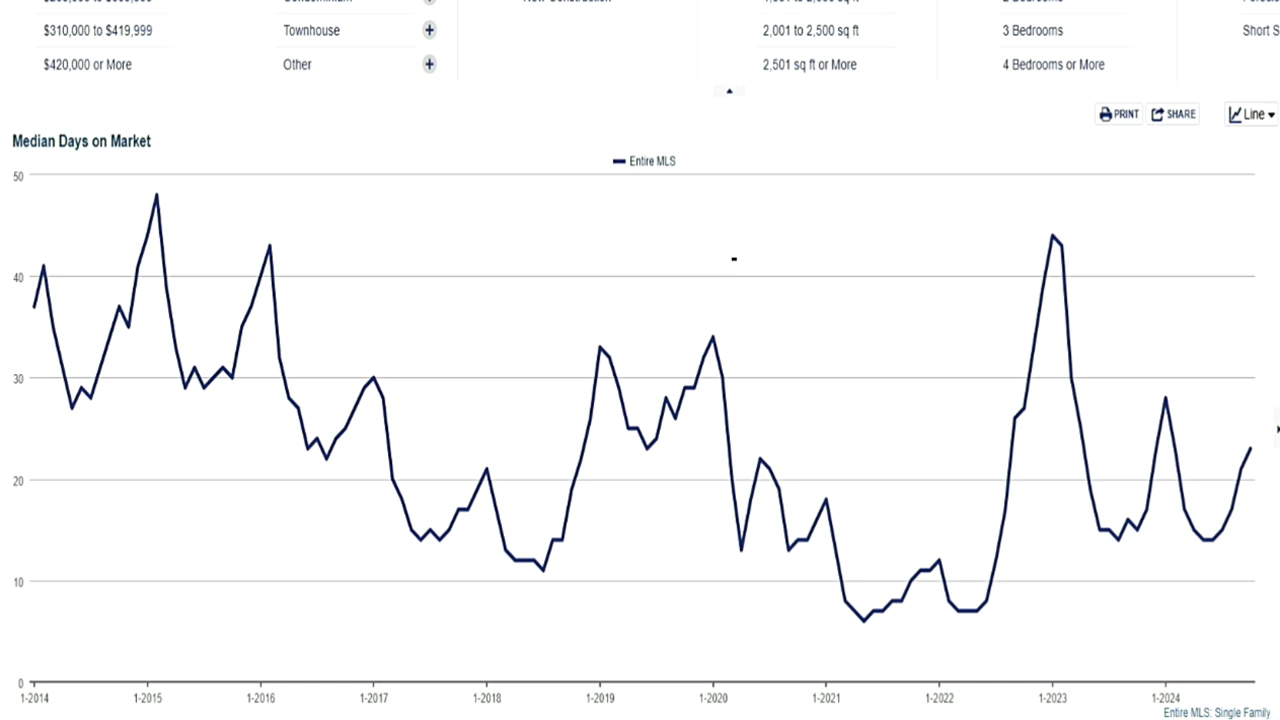 $310,000 to $419,999 Townhouse 2,001 to 2,500 sq ft 3 Bedrooms Short S
$420,000 or More Other 2,501 sq ft or More 4 Bedrooms or More
PRINT SHARE Line
Median Days on Market
Entire MLS
50
40
30
20
10
0
1-2014 1-2015 1-2016 1-2017 1-2018 1-2019 1-2020 1-2021 1-2022 1-2023 1-2024
Entire MLS: Single Family